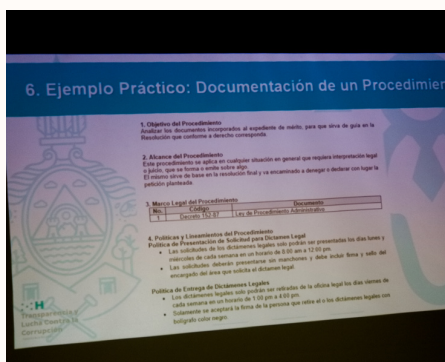 6. Ejemplo Práctico: Documentación de un Procedimien
1. Objetivo del Procedimiento
Analizar los documentos incorporados al expediente de mérito, para que sirva de guía en la
Resolución que conforme a derecho corresponda
2. Alcance del Procedimiento
Este procedimiento se aplica en cualquier situación en general que requiera interpretación legal
o juicio, que se forma o emite sobre algo
El mismo sirve de base en la resolución final y va encaminado a denegar o declarar con lugar la
petición planteada.
3. Marco Legal del Procedimiento
No. Código Documento
1 Decreto 152-87 Ley de Procedimiento Administrativo
4. Políticas y Lineamientos del Procedimiento
Política de Presentación de Solicitud para Dictamen Legal
• Las solicitudes de los dictámenes legales solo podrán ser presentadas los días lunes y
miércoles de cada semana en un horario de 8:00 am a 12:00 pm.
• Las solicitudes deberán presentarse sin manchones y debe incluir firma y sello del
encargado del área que solicita el dictamen legal.
Política de Entrega de Dictámenes Legales
• Los dictámenes legales solo podrán ser retiradas de la oficina legal los días viernes de
cada semana en un horario de 1:00 pm a 4:00 pm.
• Solamente se aceptará la firma de la persona que retire el o los dictámenes legales con
bolígrafo color negro.
H
Transparencia y
Lucha Contra la
Corrupción